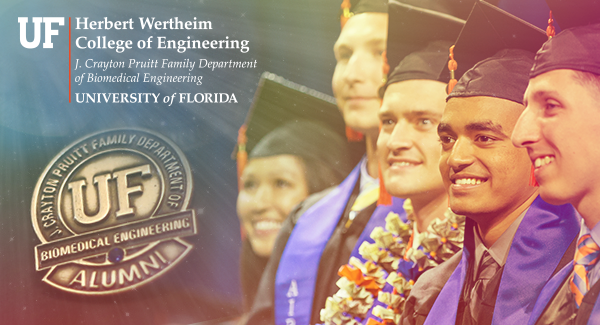 UF
Herbert Wertheim
College of Engineering
J. Crayton Pruitt Family Department
of Biomedical Engineering
UNIVERSITY of FLORIDA
J. CRAYTON PRUITT FAMILY DEPARTMENT OF
UF
BIOMEDICAL ENGINEERING
ALUMNI